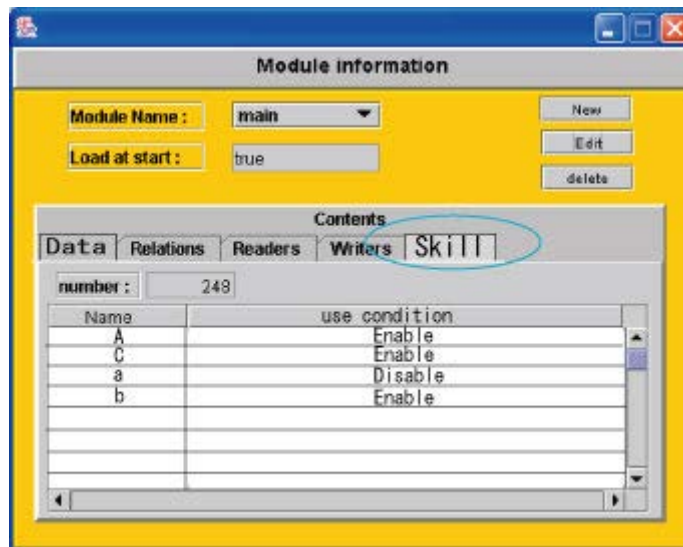 Module information
Module Name : main New
Load at start : true Edit
delete
Contents
Data Relations Readers Writers Skill
number : 249
Name use condition
A Enable
C Enable
a Disable
b Enable